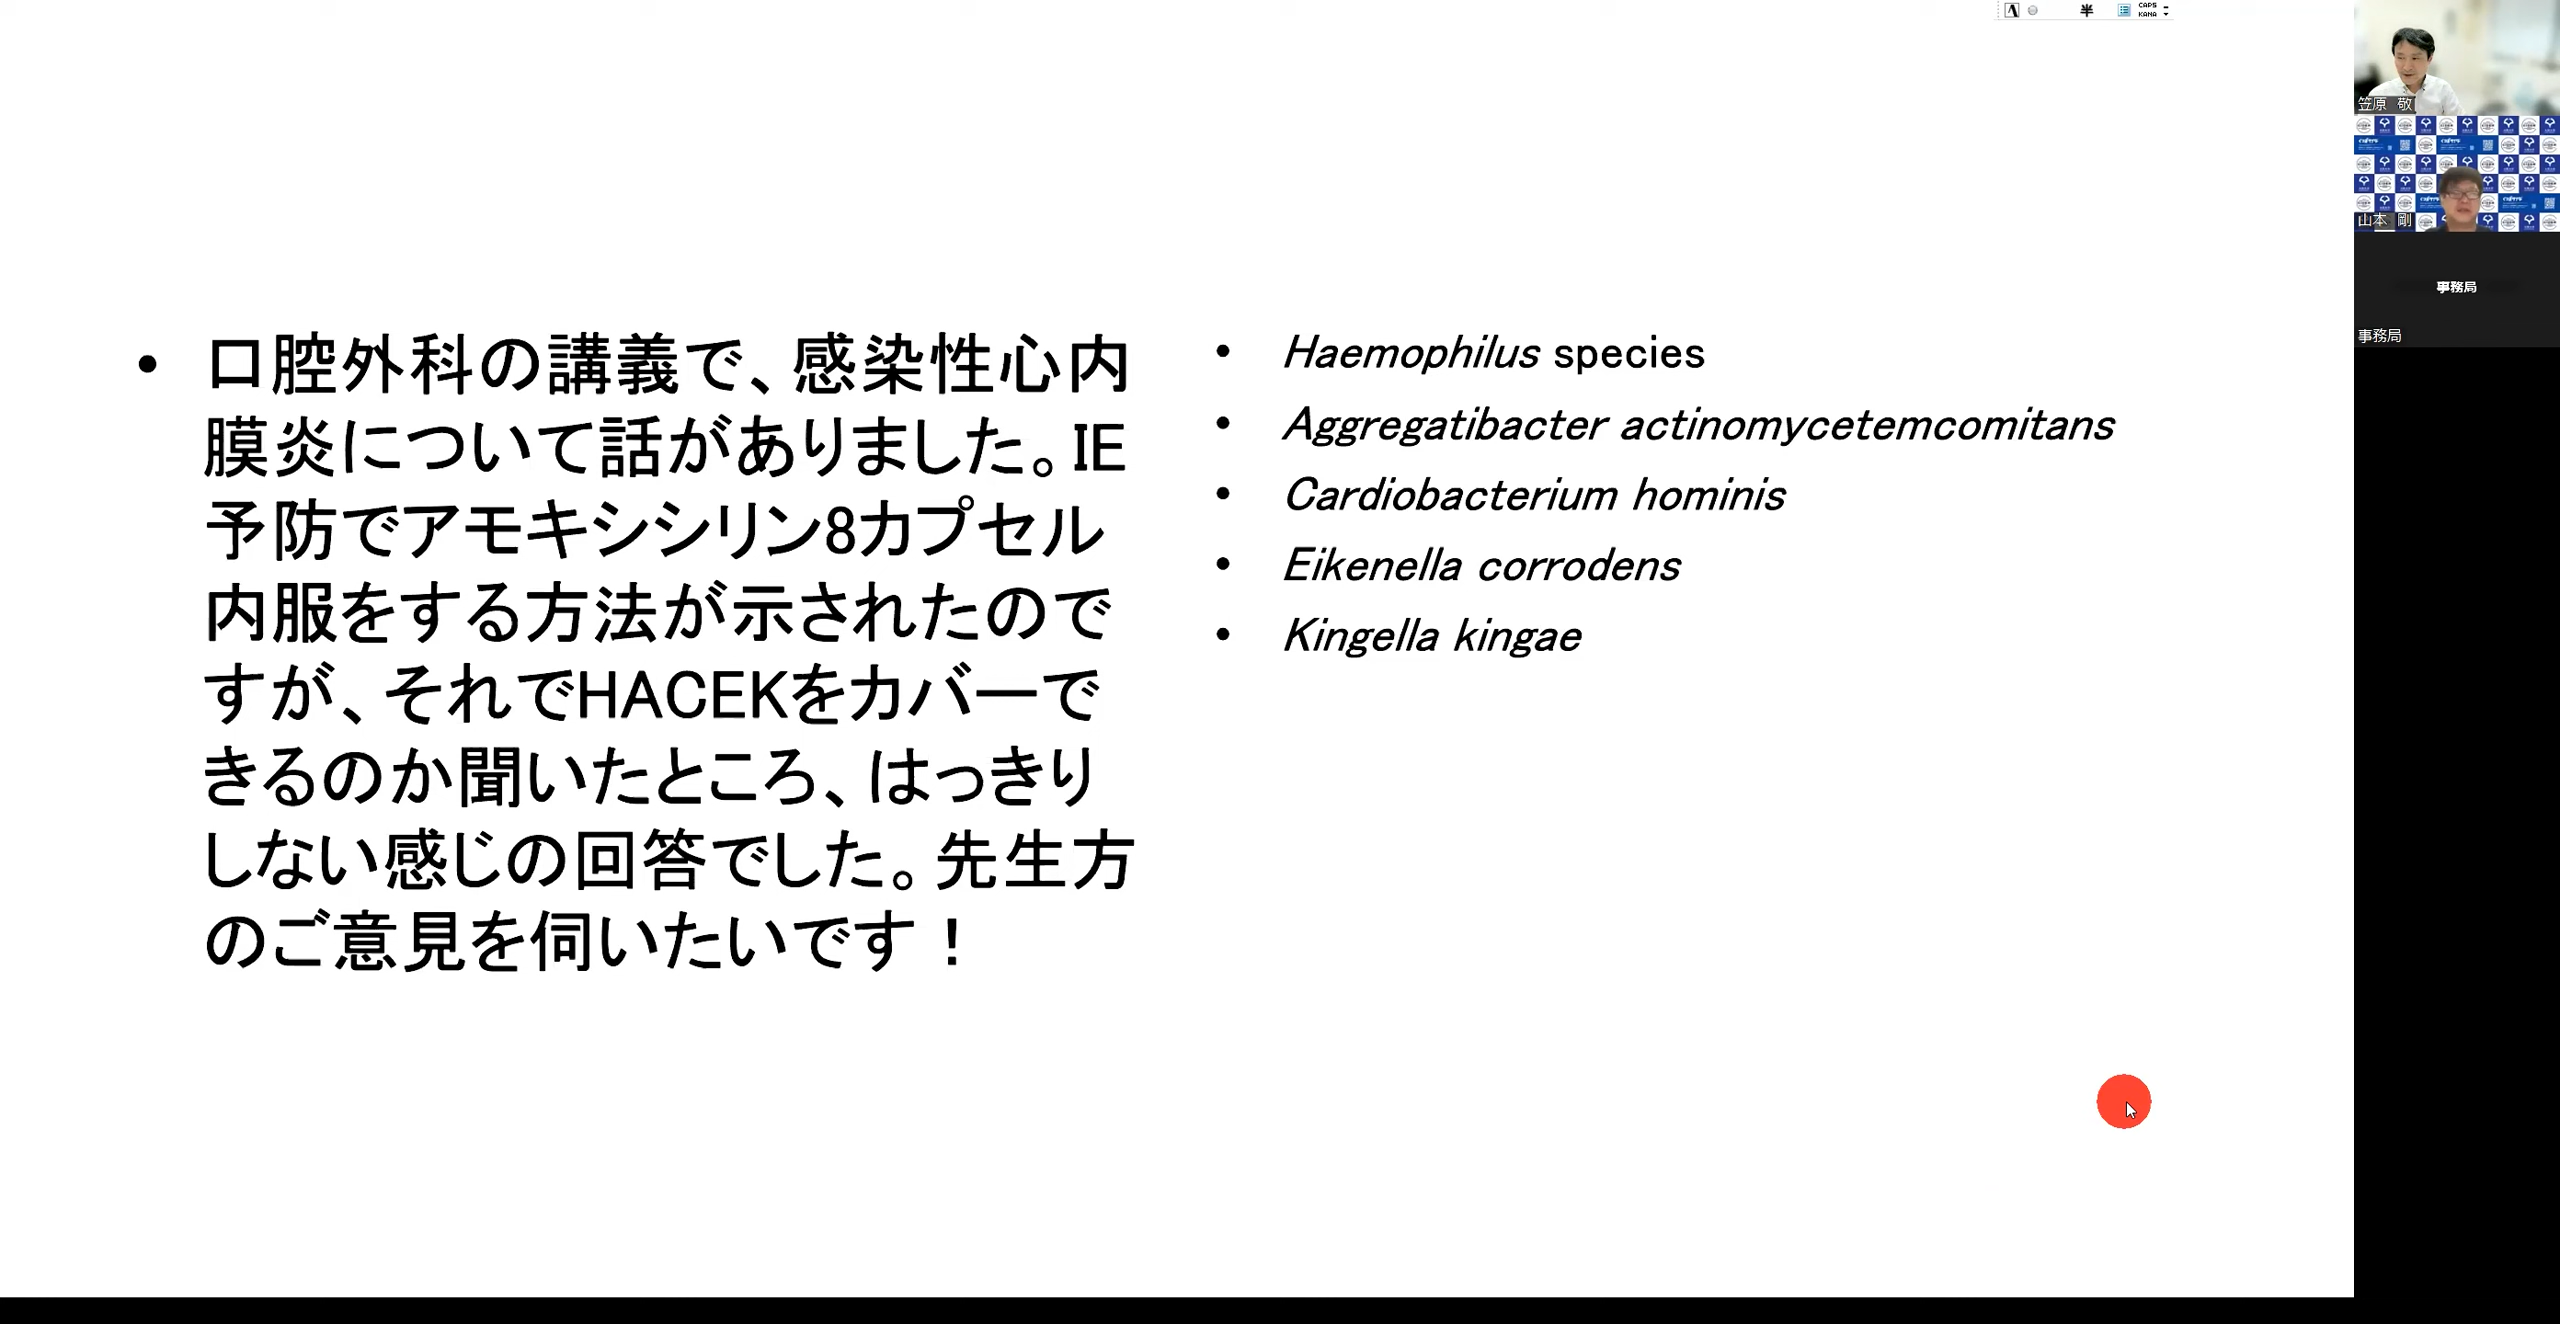 半
CAPS
KANA
笠原 敬
山本 剛
事務局
事務局
• 口腔外科の講義で、感染性心内
膜炎について話がありました。IE
予防でアモキシシリン8カプセル
内服をする方法が示されたので
すが、それでHACEKをカバーで
きるのか聞いたところ、はっきり
しない感じの回答でした。先生方
のご意見を伺いたいです！
• Haemophilus species
• Aggregatibacter actinomycetemcomitans
• Cardiobacterium hominis
• Eikenella corrodens
• Kingella kingae